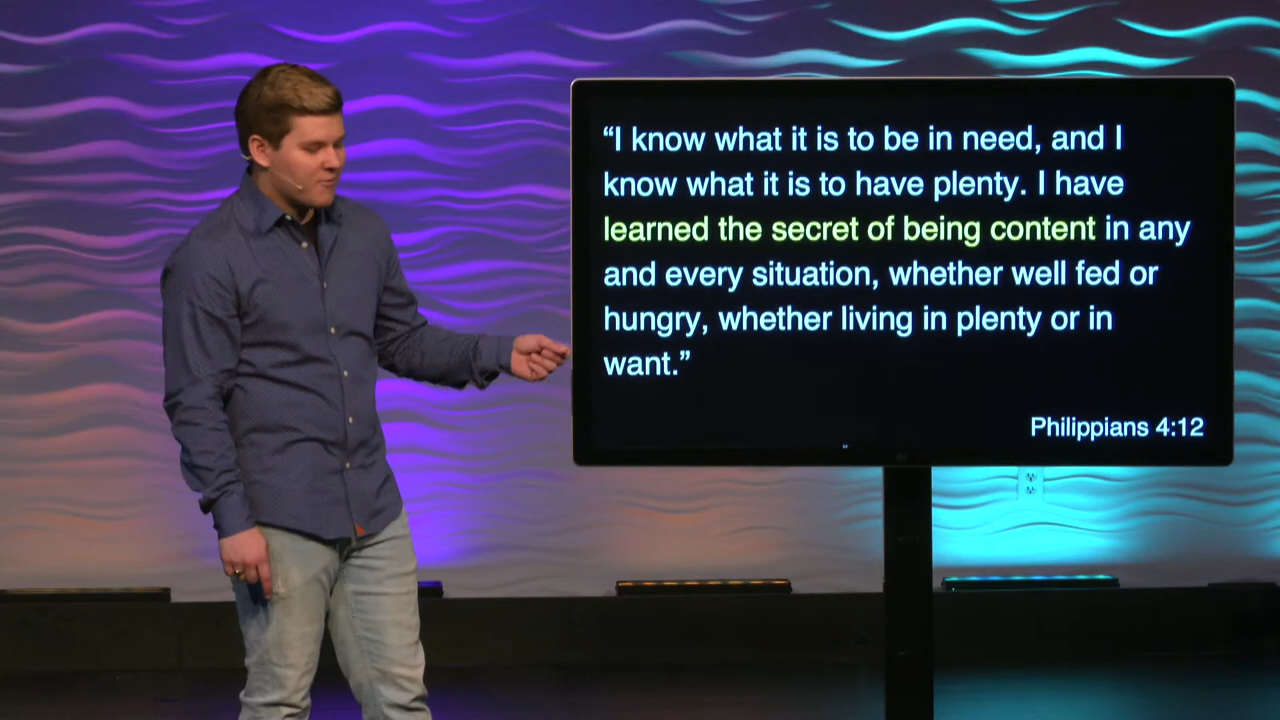 “I know what it is to be in need, and I
know what it is to have plenty. I have
learned the secret of being content in any
and every situation, whether well fed or
hungry, whether living in plenty or in
want.”
Philippians 4:12